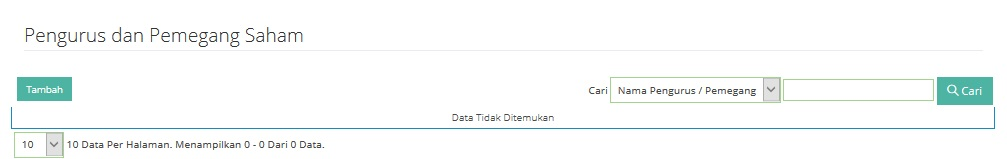 Pengurus dan Pemegang Saham
Tambah
Cari Nama Pengurus / Pemegang Cari
Data Tidak Ditemukan
10 10 Data Per Halaman. Menampilkan 0 - 0 Dari 0 Data.